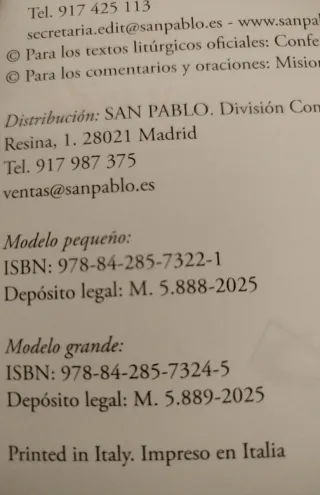 Tel. 917 425 113
secretaria.edit@sanpablo.es - www.sanpa
© Para los textos litúrgicos oficiales: Confe
© Para los comentarios y oraciones: Mision
Distribución: SAN PABLO. División Com
Resina, 1. 28021 Madrid
Tel. 917 987 375
ventas@sanpablo.es
Modelo pequeño:
ISBN: 978-84-285-7322-1
Depósito legal: M. 5.888-2025
Modelo grande:
ISBN: 978-84-285-7324-5
Depósito legal: M. 5.889-2025
Printed in Italy. Impreso en Italia